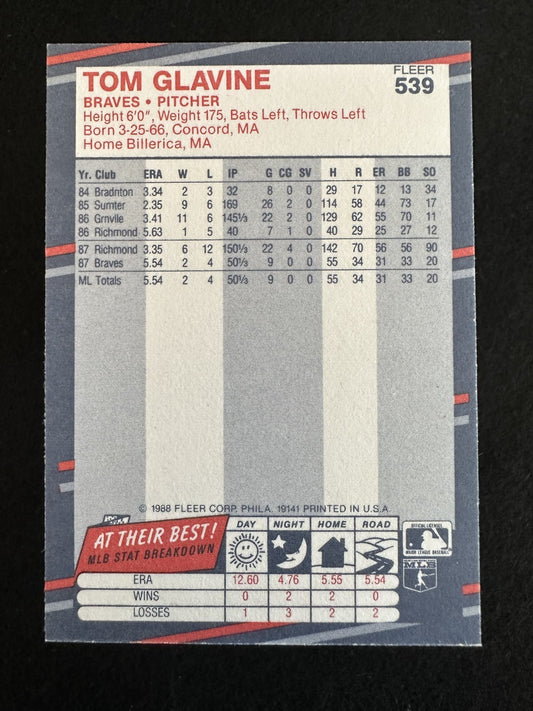 TOM GLAVINE
BRAVES • PITCHER
Height 6'0", Weight 175, Bats Left, Throws Left
Born 3-25-66, Concord, MA
Home Billerica, MA
FLEER
539
Yr. Club ERA W L IP G CG SV H R ER BB SO
84 Bradnton 3.34 2 3 32 8 0 0 29 17 12 13 34
85 Sumter 2.35 9 6 169 26 2 0 114 58 44 73 17
86 Grnvlle 3.41 11 6 145⅓ 22 2 0 129 62 55 70 11
86 Richmond 5.63 1 5 40 7 1 0 40 29 25 12 17
87 Richmond 3.35 6 12 150⅓ 22 4 0 142 70 56 56 90
87 Braves 5.54 2 4 50⅓ 9 0 0 55 34 31 33 20
ML Totals 5.54 2 4 50⅓ 9 0 0 55 34 31 33 20
© 1988 FLEER CORP. PHILA. 19141 PRINTED IN U.S.A.
AT THEIR BEST!
MLB STAT BREAKDOWN
DAY NIGHT HOME ROAD
ERA 12.60 4.76 5.55 5.54
WINS 0 2 2 0
LOSSES 1 3 2 2
OFFICIAL LICENSEE
MAJOR LEAGUE BASEBALL